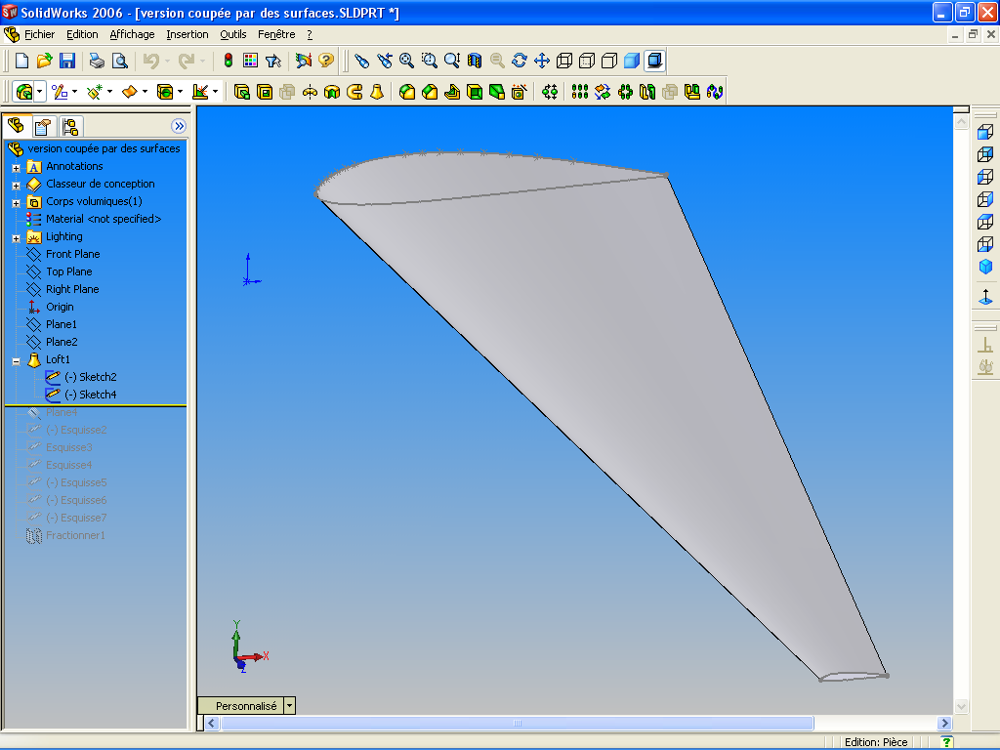 SolidWorks 2006 - [version coupée par des surfaces.SLDPRT *]
Fichier Edition Affichage Insertion Outils Fenêtre ?
version coupée par des surfaces
Annotations
Classeur de conception
Corps volumiques(1)
Material <not specified>
Lighting
Front Plane
Top Plane
Right Plane
Origin
Plane1
Plane2
Loft1
(-) Sketch2
(-) Sketch4
Plane4
(-) Esquisse2
Esquisse3
Esquisse4
(-) Esquisse5
(-) Esquisse6
(-) Esquisse7
Fractionner1
Y
X
Z
Personnalisé
Edition: Pièce